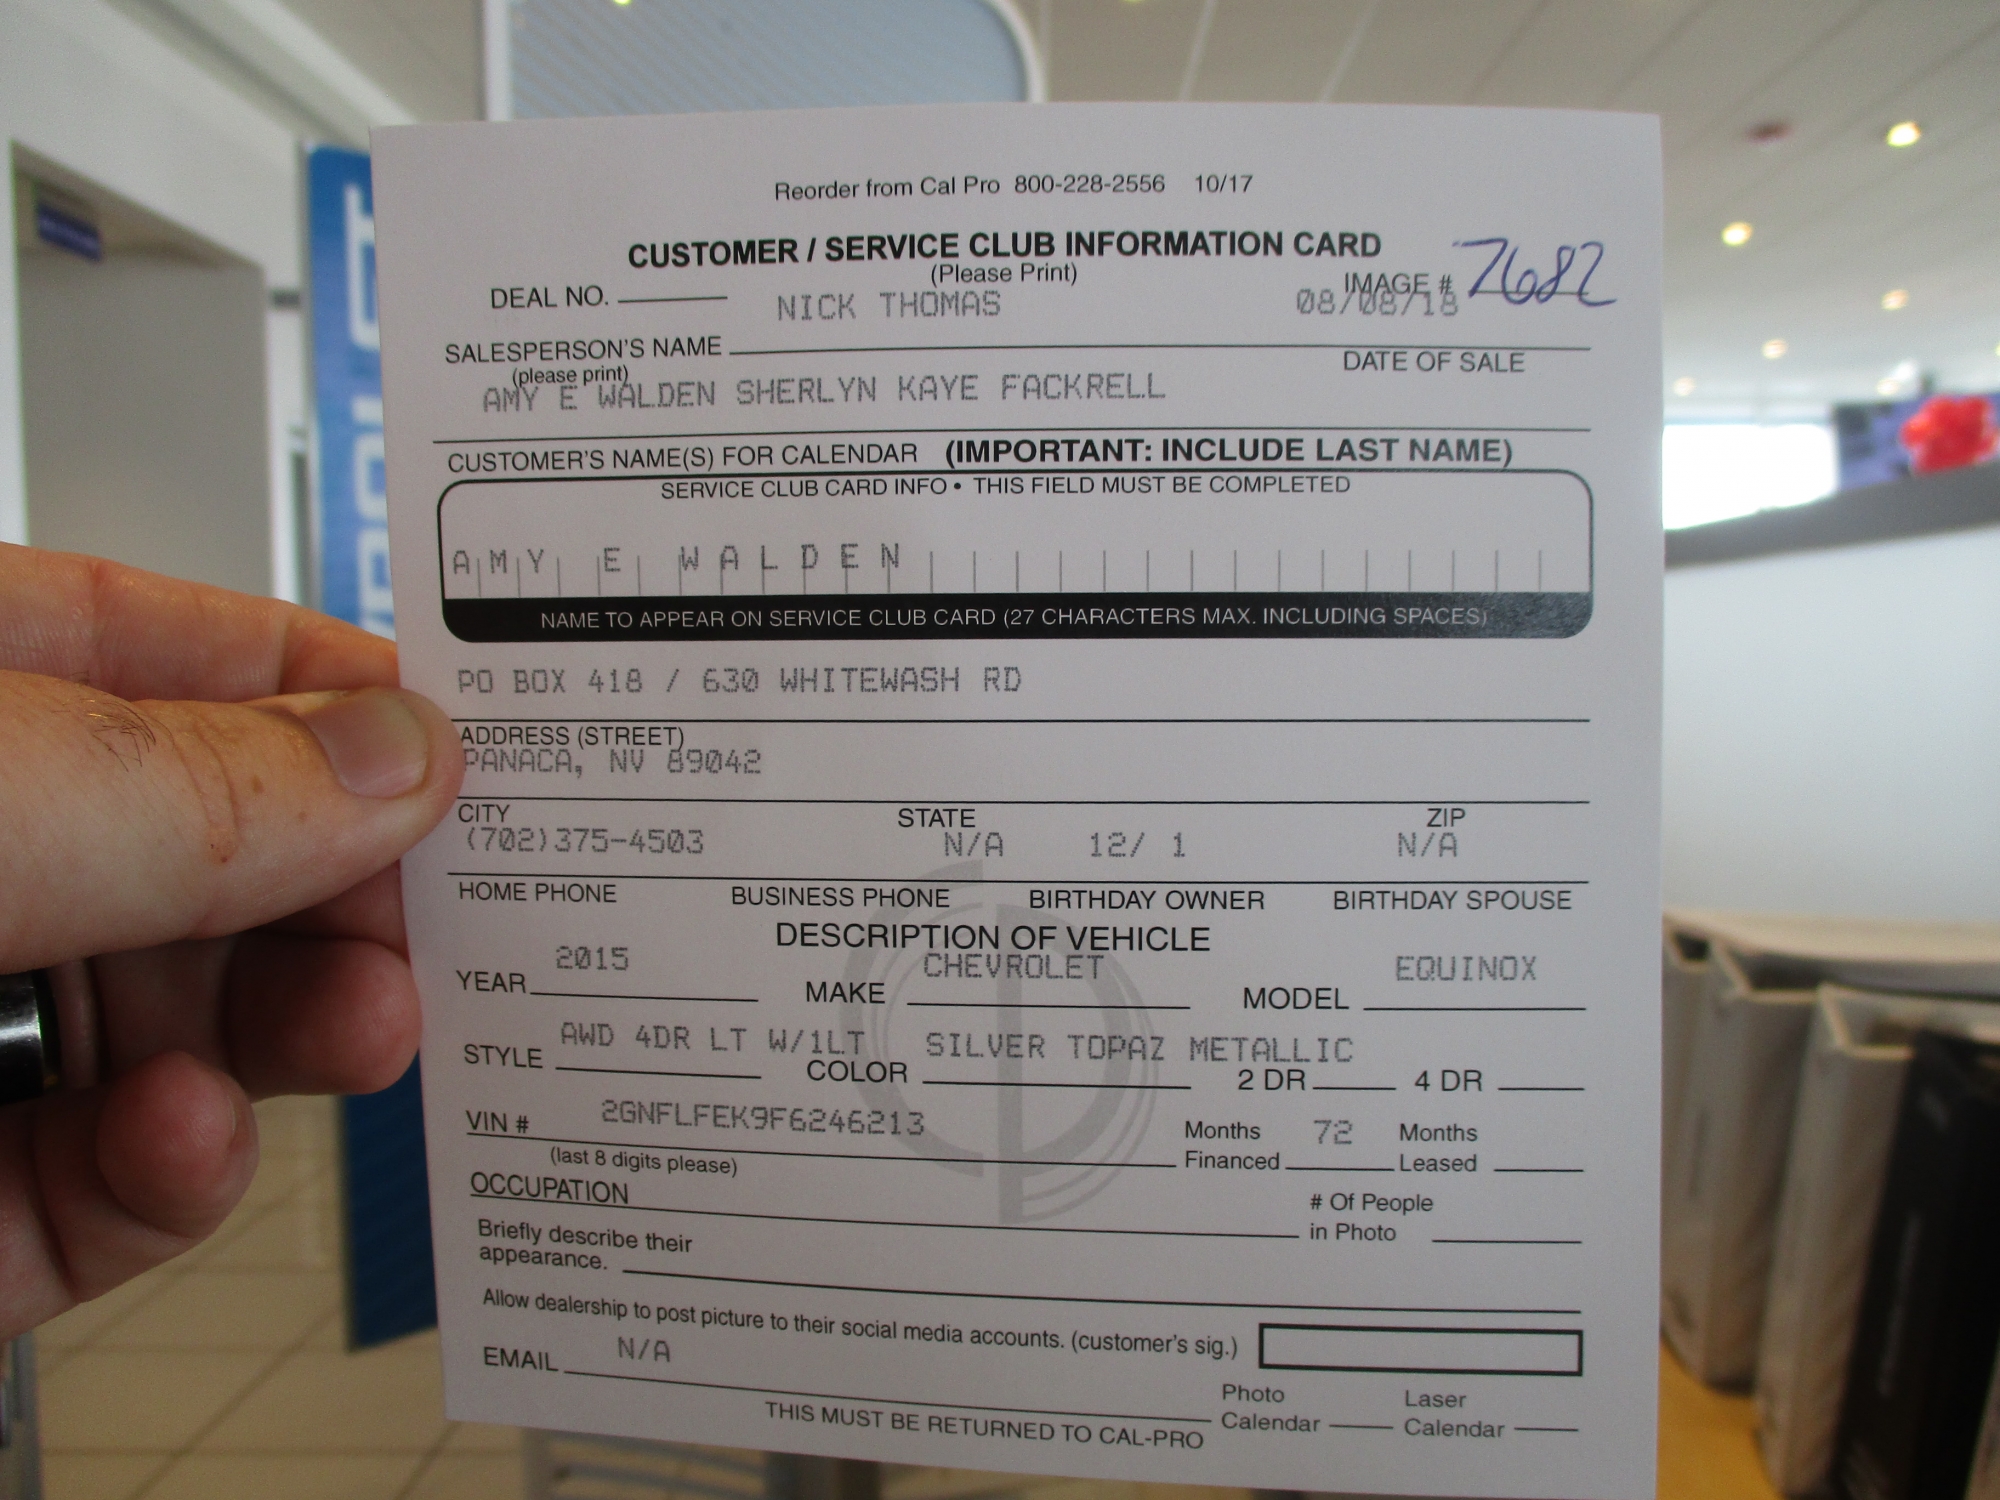 Reorder from Cal Pro 800-228-2556 10/17
CUSTOMER / SERVICE CLUB INFORMATION CARD
(Please Print)
DEAL NO. IMAGE # 7682
NICK THOMAS 08/08/18
SALESPERSON'S NAME DATE OF SALE
(please print)
AMY E WALDEN SHERLYN KAYE FACKRELL
CUSTOMER'S NAME(S) FOR CALENDAR (IMPORTANT: INCLUDE LAST NAME)
SERVICE CLUB CARD INFO • THIS FIELD MUST BE COMPLETED
AMY E WALDEN
NAME TO APPEAR ON SERVICE CLUB CARD (27 CHARACTERS MAX. INCLUDING SPACES)
PO BOX 418 / 630 WHITEWASH RD
ADDRESS (STREET)
PANACA, NV 89042
CITY STATE ZIP
(702)375-4503 N/A 12/ 1 N/A
HOME PHONE BUSINESS PHONE BIRTHDAY OWNER BIRTHDAY SPOUSE
DESCRIPTION OF VEHICLE
2015 CHEVROLET EQUINOX
YEAR MAKE MODEL
AWD 4DR LT W/1LT SILVER TOPAZ METALLIC
STYLE COLOR 2 DR 4 DR
VIN # 2GNFLFEK9F6246213 Months Financed 72 Months Leased
(last 8 digits please)
OCCUPATION # Of People in Photo
Briefly describe their
appearance.
Allow dealership to post picture to their social media accounts. (customer's sig.)
EMAIL N/A
Photo Calendar Laser Calendar
THIS MUST BE RETURNED TO CAL-PRO